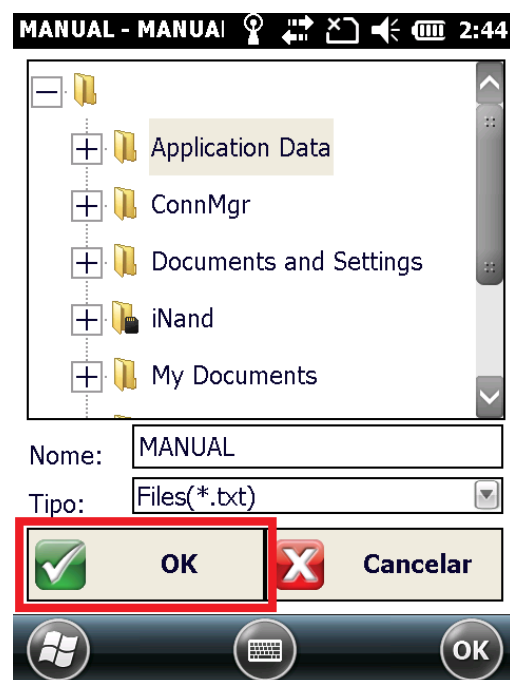 MANUAL - MANUAI 2:44
Application Data
ConnMgr
Documents and Settings
iNand
My Documents
Nome: MANUAL
Tipo: Files(*.txt)
OK Cancelar
OK